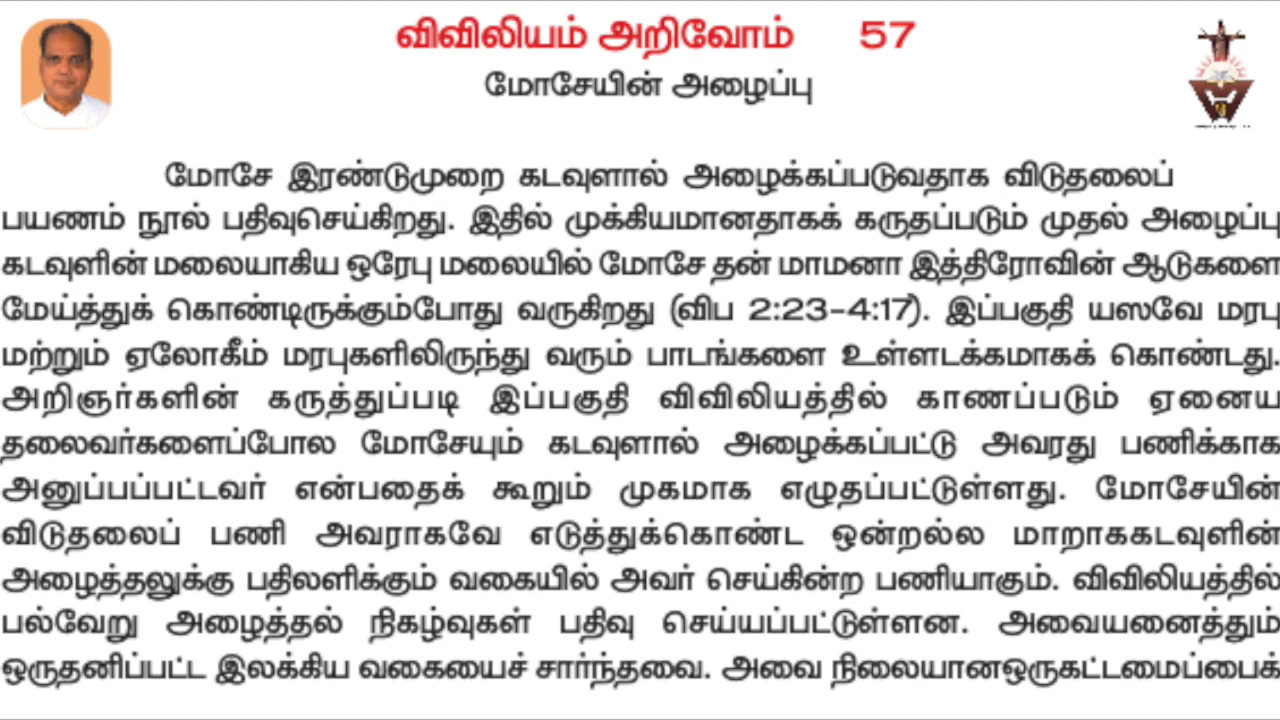 விவிலியம் அறிவோம் 57
மோசேயின் அழைப்பு
மோசே இரண்டுமுறை கடவுளால் அழைக்கப்படுவதாக விடுதலைப்
பயணம் நூல் பதிவுசெய்கிறது. இதில் முக்கியமானதாகக் கருதப்படும் முதல் அழைப்பு
கடவுளின் மலையாகிய ஒரேபு மலையில் மோசே தன் மாமனா இத்திரோவின் ஆடுகளை
மேய்த்துக் கொண்டிருக்கும்போது வருகிறது (விப 2:23-4:17). இப்பகுதி யஸவே மரபு
மற்றும் ஏலோகீம் மரபுகளிலிருந்து வரும் பாடங்களை உள்ளடக்கமாகக் கொண்டது.
அறிஞர்களின் கருத்துப்படி இப்பகுதி விவிலியத்தில் காணப்படும் ஏனைய
தலைவர்களைப்போல மோசேயும் கடவுளால் அழைக்கப்பட்டு அவரது பணிக்காக
அனுப்பப்பட்டவர் என்பதைக் கூறும் முகமாக எழுதப்பட்டுள்ளது. மோசேயின்
விடுதலைப் பணி அவராகவே எடுத்துக்கொண்ட ஒன்றல்ல மாறாககடவுளின்
அழைத்தலுக்கு பதிலளிக்கும் வகையில் அவர் செய்கின்ற பணியாகும். விவிலியத்தில்
பல்வேறு அழைத்தல் நிகழ்வுகள் பதிவு செய்யப்பட்டுள்ளன. அவையனைத்தும்
ஒருதனிப்பட்ட இலக்கிய வகையைச் சார்ந்தவை. அவை நிலையானஒருகட்டமைப்பைக்